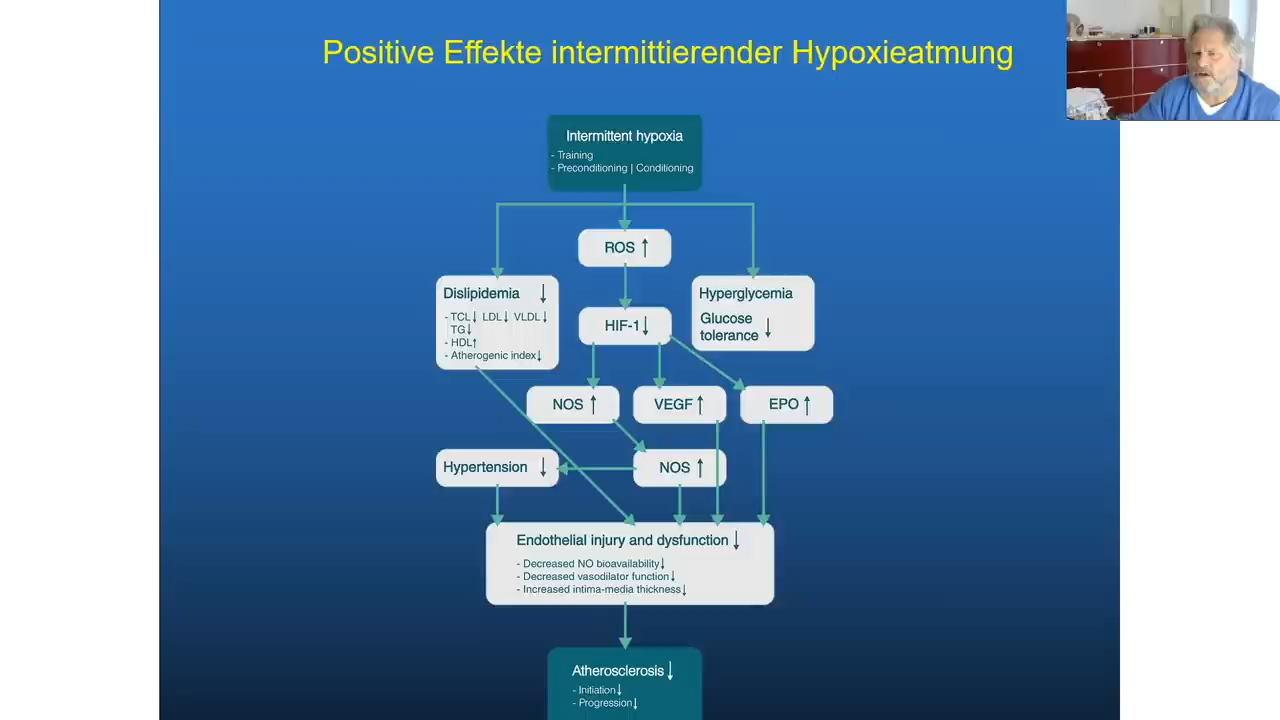 Positive Effekte intermittierender Hypoxieatmung
Intermittent hypoxia
- Training
- Preconditioning | Conditioning
ROS ↑
Dislipidemia ↓
- TCL↓ LDL↓ VLDL↓
TG↓
- HDL↑
- Atherogenic index↓
HIF-1↓
Hyperglycemia
Glucose
tolerance ↓
NOS ↑
VEGF ↑
EPO ↑
Hypertension ↓
NOS ↑
Endothelial injury and dysfunction ↓
- Decreased NO bioavailability↓
- Decreased vasodilator function↓
- Increased intima-media thickness↓
Atherosclerosis ↓
- Initiation↓
- Progression↓